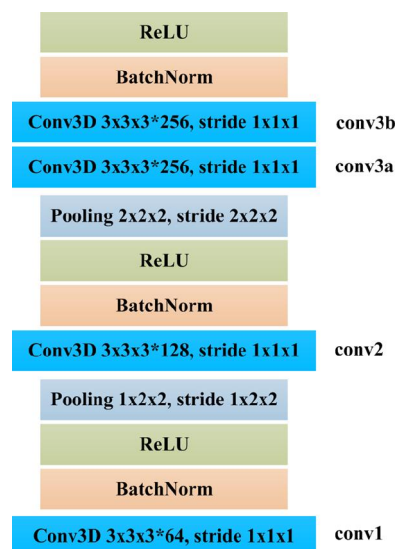 ReLU
BatchNorm
Conv3D 3x3x3*256, stride 1x1x1 conv3b
Conv3D 3x3x3*256, stride 1x1x1 conv3a
Pooling 2x2x2, stride 2x2x2
ReLU
BatchNorm
Conv3D 3x3x3*128, stride 1x1x1 conv2
Pooling 1x2x2, stride 1x2x2
ReLU
BatchNorm
Conv3D 3x3x3*64, stride 1x1x1 conv1